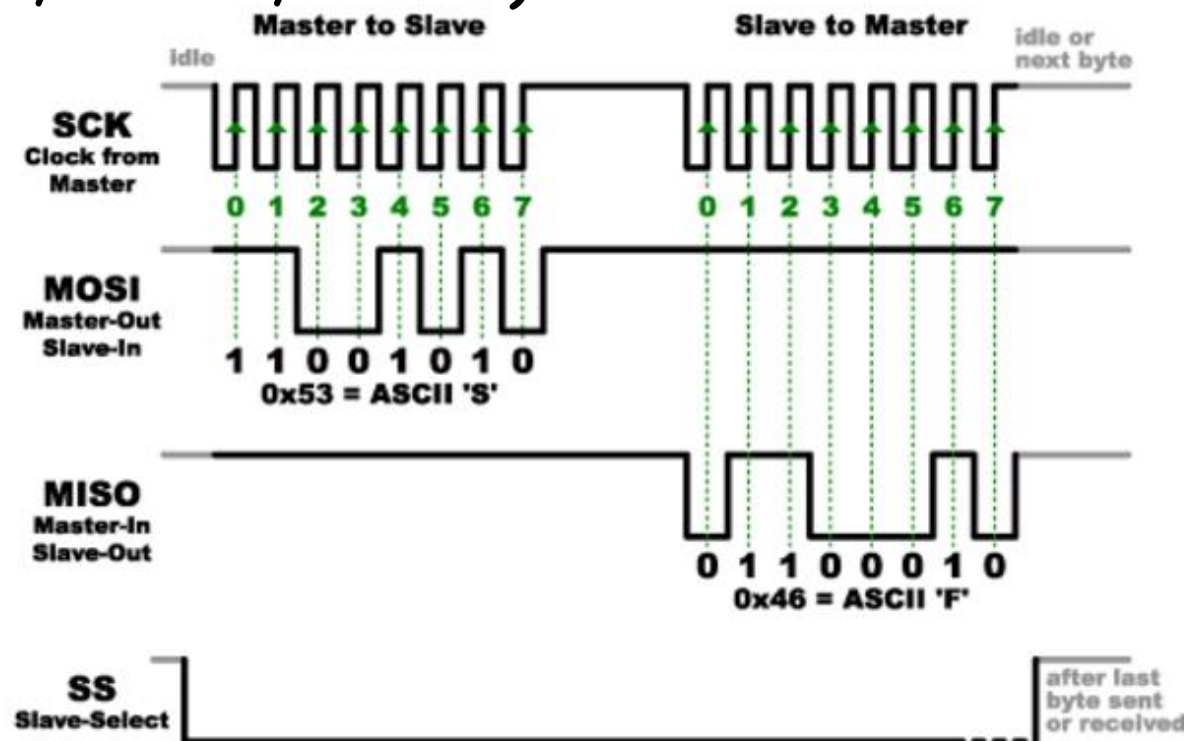 Master to Slave
Slave to Master
idle
idle or
next byte
SCK
Clock from
Master
0 1 2 3 4 5 6 7
0 1 2 3 4 5 6 7
MOSI
Master-Out
Slave-In
1 1 0 0 1 0 1 0
0x53 = ASCII 'S'
MISO
Master-In
Slave-Out
0 1 1 0 0 0 1 0
0x46 = ASCII 'F'
SS
Slave-Select
after last
byte sent
or received